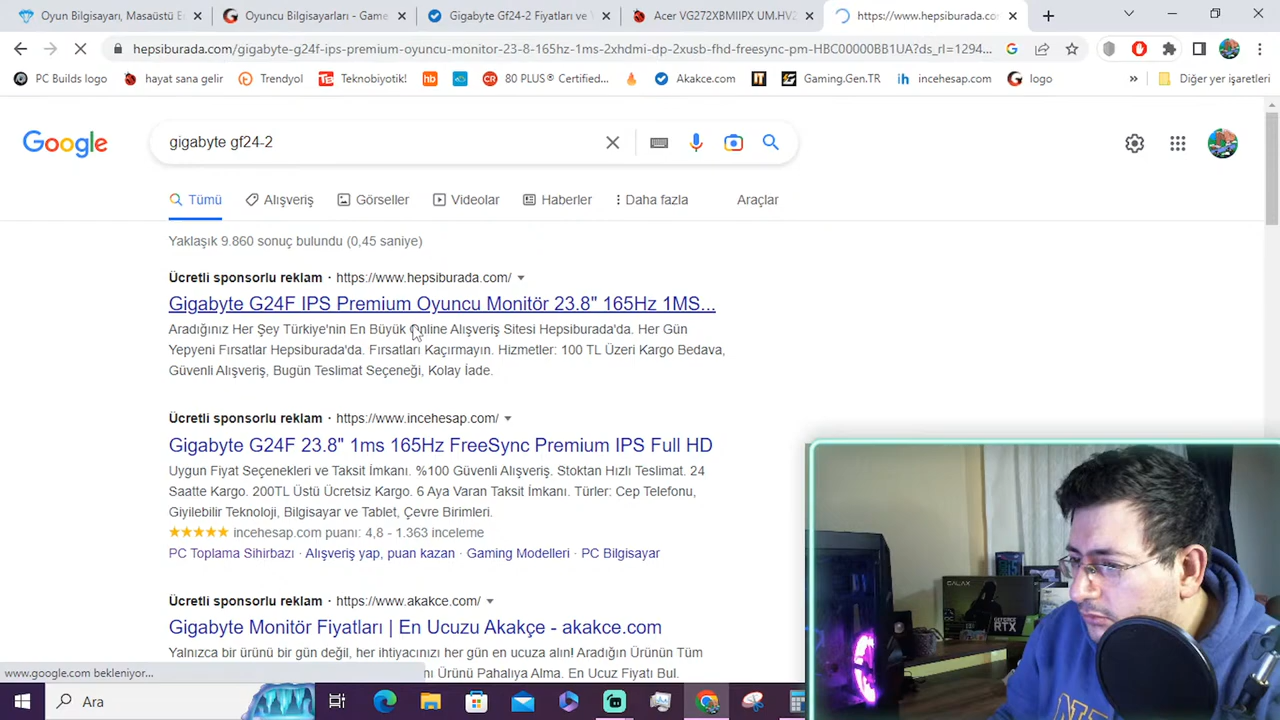 Oyun Bilgisayarı, Masaüstü E
Oyuncu Bilgisayarları - Game
Gigabyte Gf24-2 Fiyatları ve
Acer VG272XBMIIPX UM.HV2
https://www.hepsiburada.co
hepsiburada.com/gigabyte-g24f-ips-premium-oyuncu-monitor-23-8-165hz-1ms-2xhdmi-dp-2xusb-fhd-freesync-pm-HBC00000BB1UA?ds_rl=1294...
PC Builds logo
hayat sana gelir
Trendyol
Teknobiyotik!
80 PLUS® Certified...
Akakce.com
Gaming.Gen.TR
incehesap.com
logo
»
Diğer yer işaretleri
Google
gigabyte gf24-2
Tümü
Alışveriş
Görseller
Videolar
Haberler
Daha fazla
Araçlar
Yaklaşık 9.860 sonuç bulundu (0,45 saniye)
Ücretli sponsorlu reklam · https://www.hepsiburada.com/
Gigabyte G24F IPS Premium Oyuncu Monitör 23.8" 165Hz 1MS...
Aradığınız Her Şey Türkiye'nin En Büyük Online Alışveriş Sitesi Hepsiburada'da. Her Gün
Yepyeni Fırsatlar Hepsiburada'da. Fırsatları Kaçırmayın. Hizmetler: 100 TL Üzeri Kargo Bedava,
Güvenli Alışveriş, Bugün Teslimat Seçeneği, Kolay İade.
Ücretli sponsorlu reklam · https://www.incehesap.com/
Gigabyte G24F 23.8" 1ms 165Hz FreeSync Premium IPS Full HD
Uygun Fiyat Seçenekleri ve Taksit İmkanı. %100 Güvenli Alışveriş. Stoktan Hızlı Teslimat. 24
Saatte Kargo. 200TL Üstü Ücretsiz Kargo. 6 Aya Varan Taksit İmkanı. Türler: Cep Telefonu,
Giyilebilir Teknoloji, Bilgisayar ve Tablet, Çevre Birimleri.
★★★★★ incehesap.com puanı: 4,8 - 1.363 inceleme
PC Toplama Sihirbazı · Alışveriş yap, puan kazan · Gaming Modelleri · PC Bilgisayar
Ücretli sponsorlu reklam · https://www.akakce.com/
Gigabyte Monitör Fiyatları | En Ucuzu Akakçe - akakce.com
Yalnızca bir ürünü bir gün değil, her ihtiyacınızı her gün en ucuza alın! Aradığın Ürünün Tüm
ı Ürünü Pahalıya Alma. En Ucuz Fiyatı Bul.
www.google.com bekleniyor...
GALAX
GEFORCE
RTX
Ara